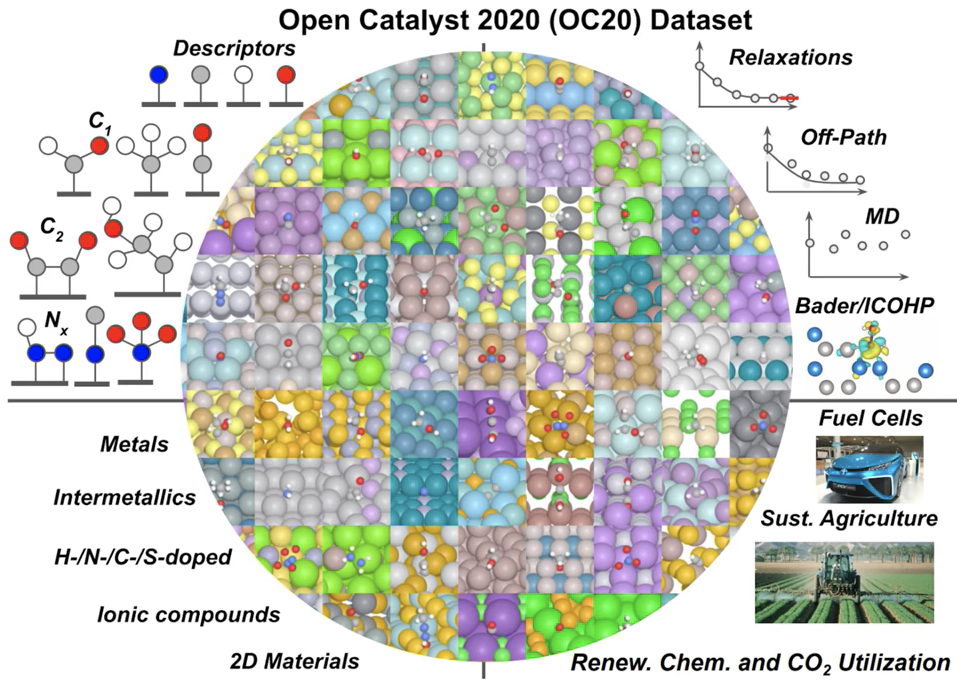 Open Catalyst 2020 (OC20) Dataset
Descriptors
C1
C2
Nx
Relaxations
Off-Path
MD
Bader/ICOHP
Metals
Intermetallics
H-/N-/C-/S-doped
Ionic compounds
2D Materials
Fuel Cells
Sust. Agriculture
Renew. Chem. and CO2 Utilization